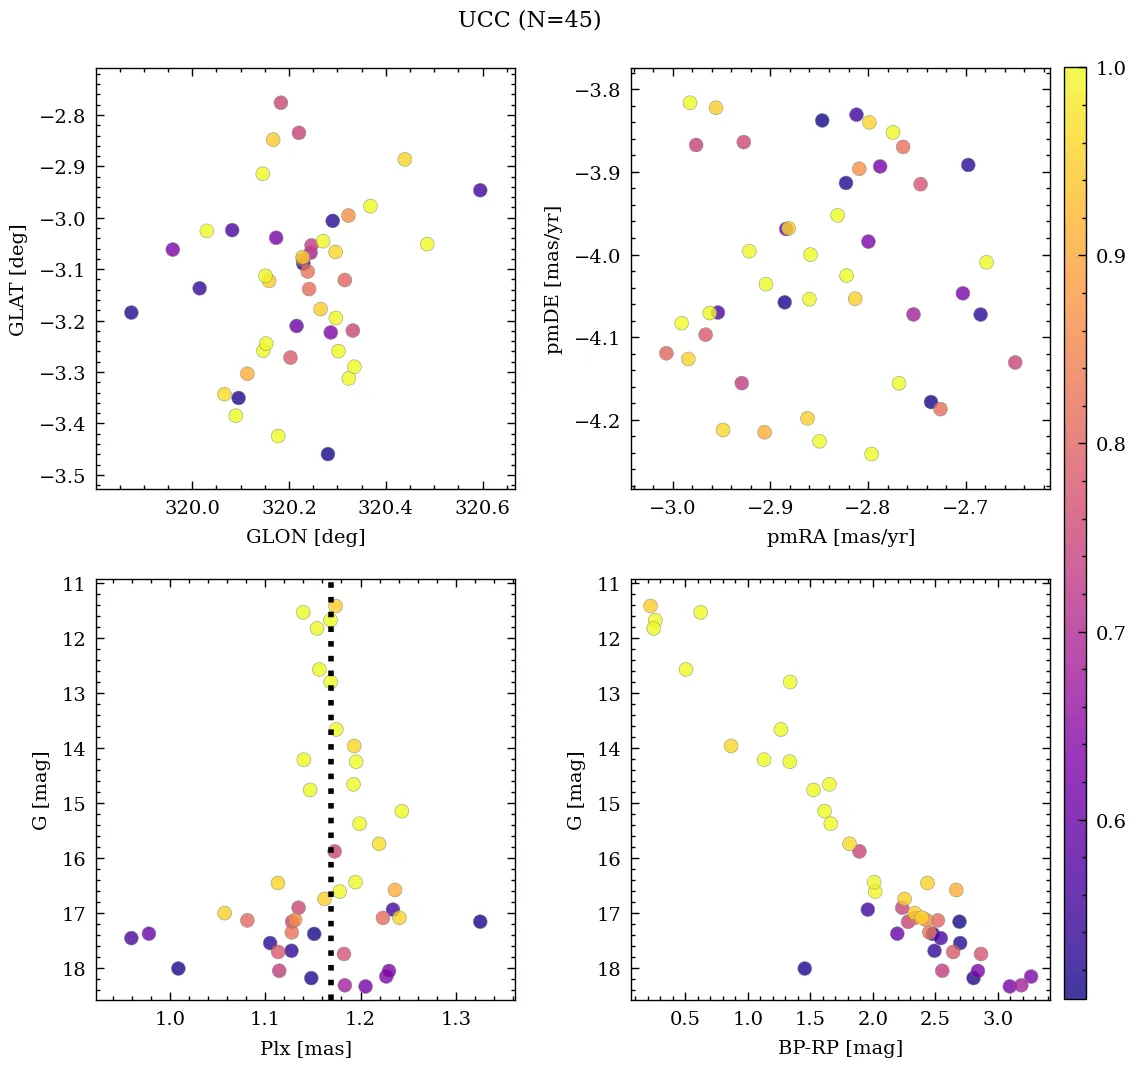 UCC (N=45)
−2.8
−2.9
−3.0
−3.1
−3.2
−3.3
−3.4
−3.5
GLAT [deg]
320.0 320.2 320.4 320.6
GLON [deg]
−3.8
−3.9
−4.0
−4.1
−4.2
pmDE [mas/yr]
−3.0 −2.9 −2.8 −2.7
pmRA [mas/yr]
11
12
13
14
15
16
17
18
G [mag]
1.0 1.1 1.2 1.3
Plx [mas]
11
12
13
14
15
16
17
18
G [mag]
0.5 1.0 1.5 2.0 2.5 3.0
BP-RP [mag]
1.0
0.9
0.8
0.7
0.6